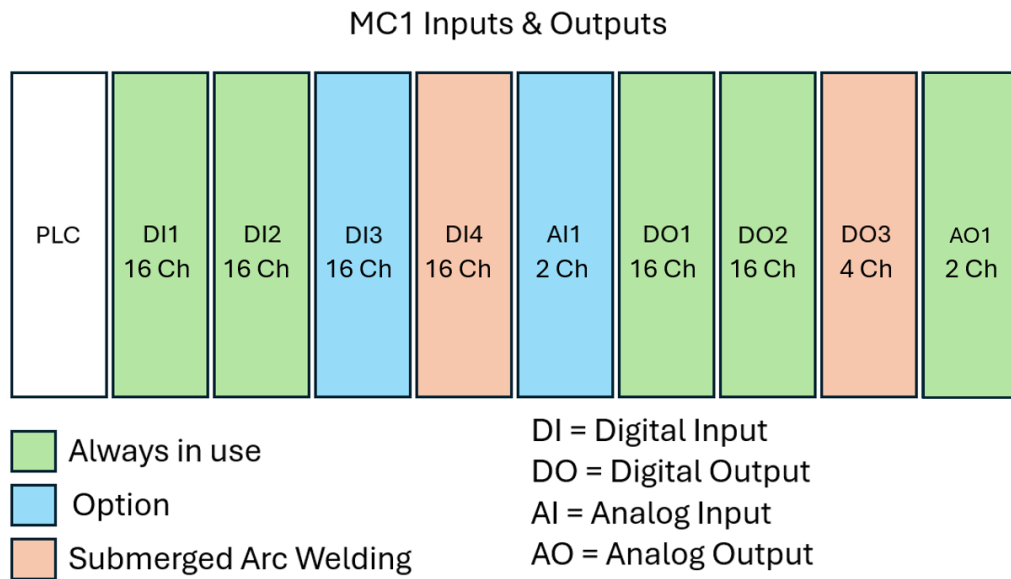 MC1 Inputs & Outputs
PLC
DI1
16 Ch
DI2
16 Ch
DI3
16 Ch
DI4
16 Ch
AI1
2 Ch
DO1
16 Ch
DO2
16 Ch
DO3
4 Ch
AO1
2 Ch
Always in use
Option
Submerged Arc Welding
DI = Digital Input
DO = Digital Output
AI = Analog Input
AO = Analog Output